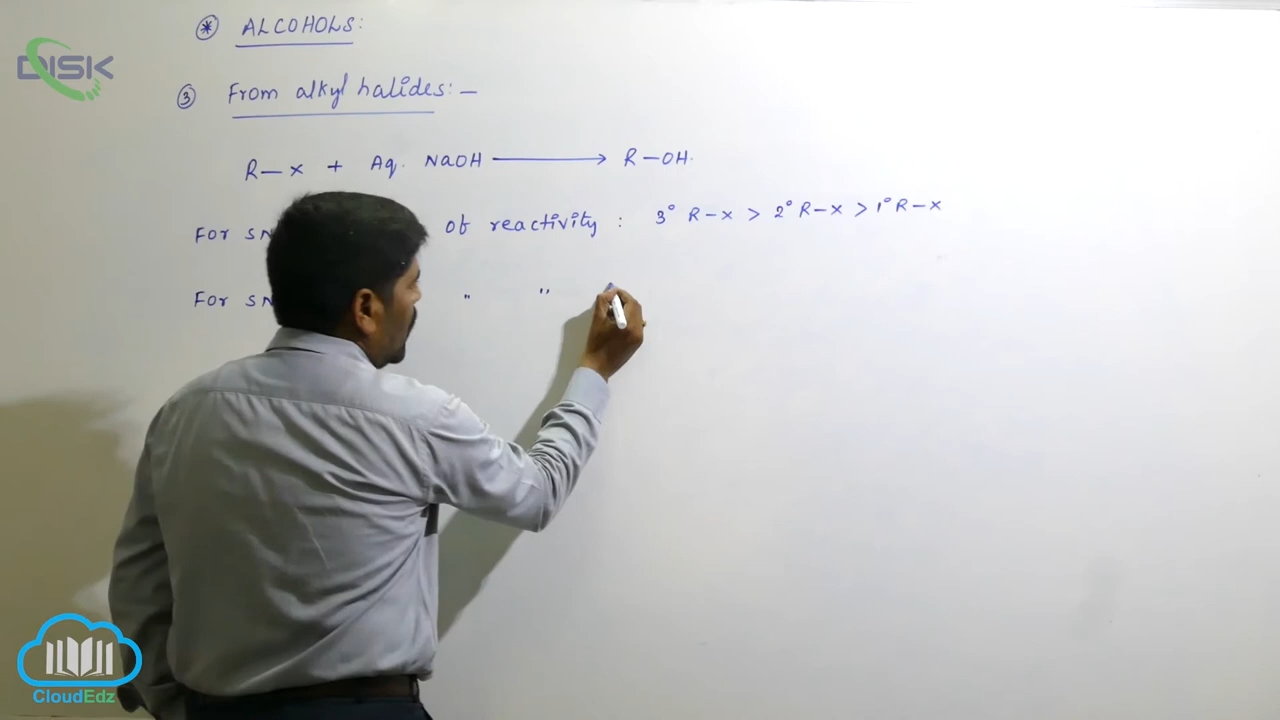 DISK
⊛ ALCOHOLS:
③ From alkyl halides: —
R—X + Aq. NaOH ⟶ R—OH.
For SN of reactivity : 3° R-X > 2° R-X > 1° R-X
For SN " "
CloudEdz